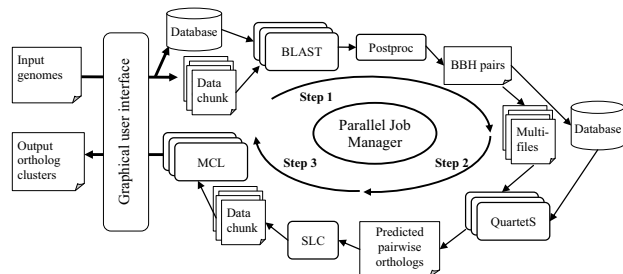 Input
genomes
Graphical user interface
Database
Data
chunk
BLAST
Postproc
BBH pairs
Step 1
Parallel Job
Manager
Multi-
files
Database
Output
ortholog
clusters
MCL
Step 3
Step 2
Data
chunk
SLC
Predicted
pairwise
orthologs
QuartetS